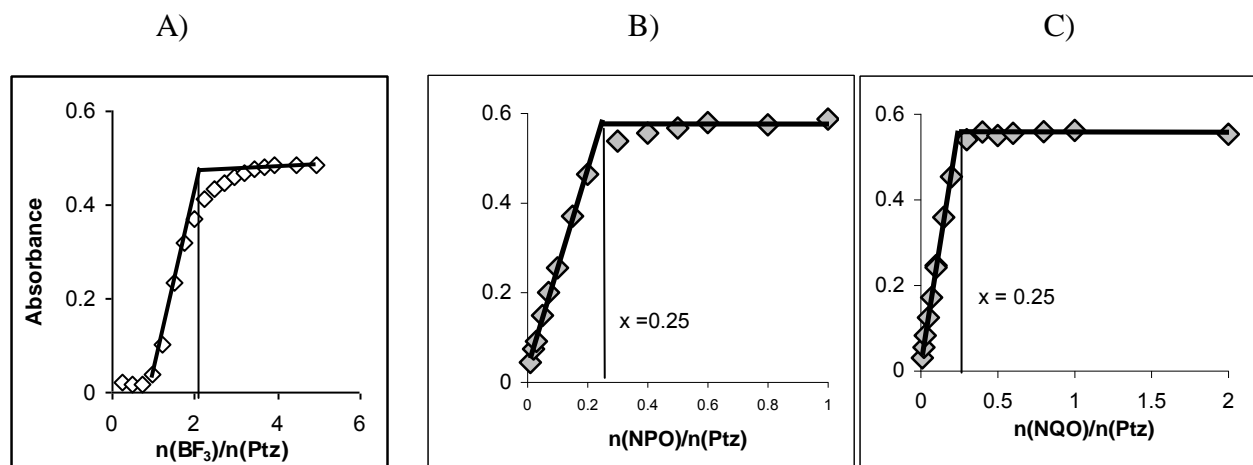 A)
B)
C)
0.6
0.4
0.2
0
Absorbance
0 2 4 6
n(BF₃)/n(Ptz)
0.6
0.4
0.2
0
x =0.25
0 0.2 0.4 0.6 0.8 1
n(NPO)/n(Ptz)
0.6
0.4
0.2
0
x = 0.25
0 0.5 1 1.5 2
n(NQO)/n(Ptz)